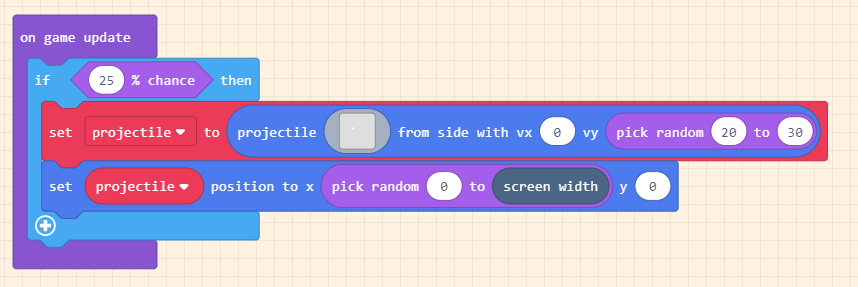 on game update
if 25 % chance then
set projectile to projectile from side with vx 0 vy pick random 20 to 30
set projectile position to x pick random 0 to screen width y 0